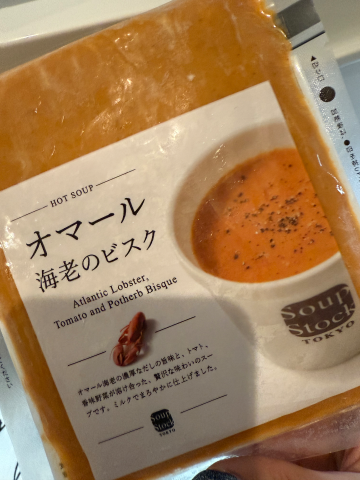 HOT SOUP
オマール
海老のビスク
Atlantic Lobster,
Tomato and Potherb Bisque
オマール海老の濃厚なだしの旨味と、トマト、
香味野菜が溶け合った、贅沢な味わいのスー
プです。ミルクでまろやかに仕上げました。
Soup
Stock
TOKYO
Soup
Stock
TOKYO